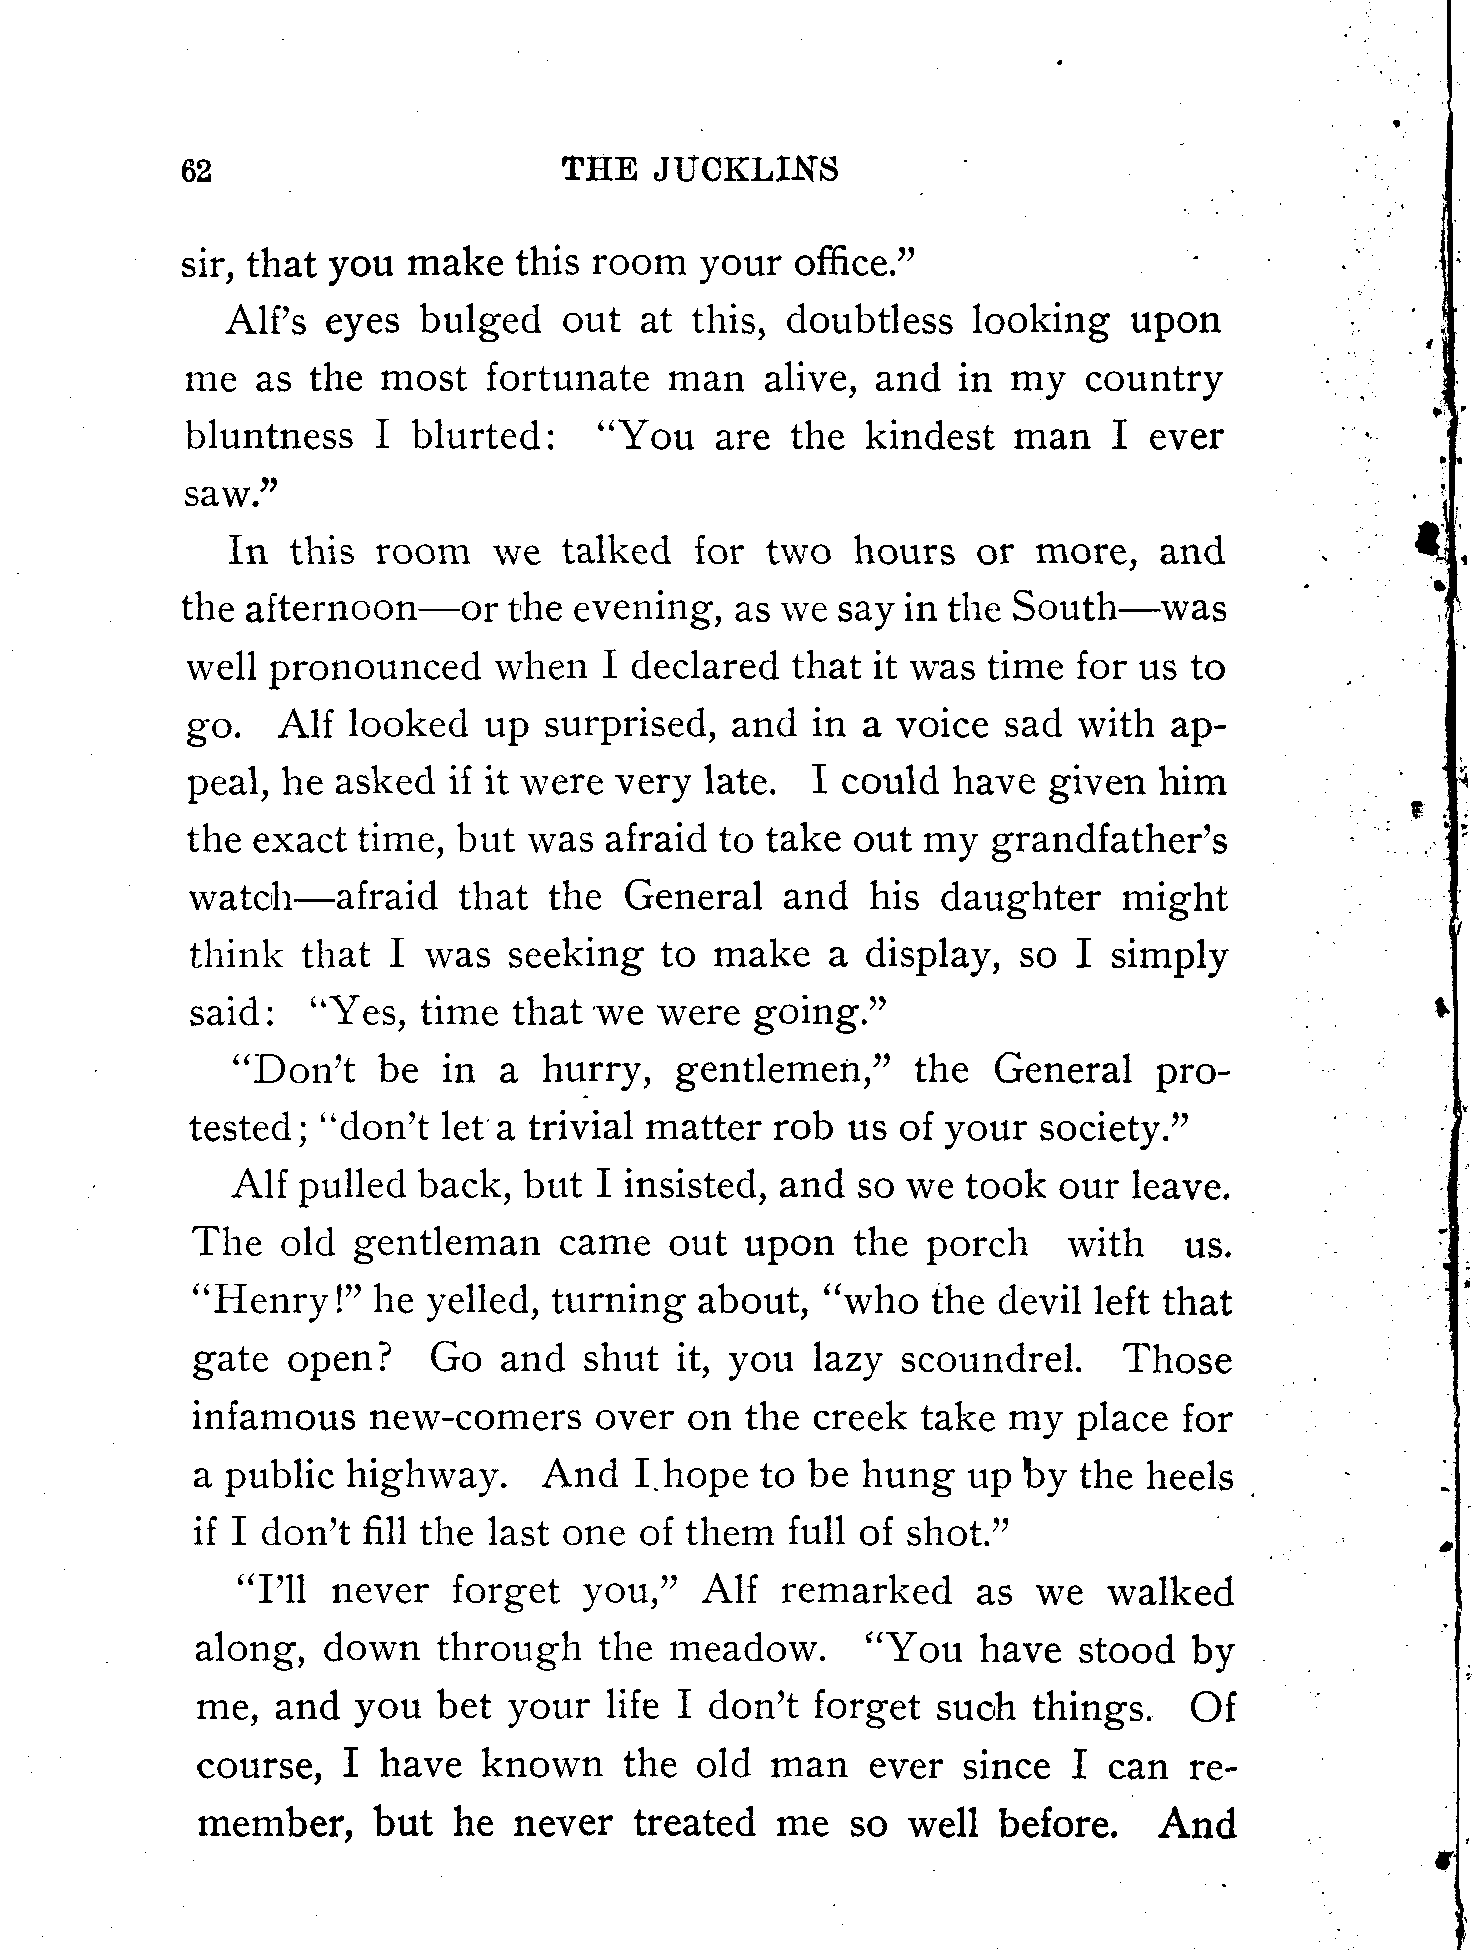 62 THE JUCKLINS
sir, that you make this room your office.”
Alf’s eyes bulged out at this, doubtless looking upon
me as the most fortunate man alive, and in my country
bluntness I blurted: “You are the kindest man I ever
saw.”
In this room we talked for two hours or more, and
the afternoon—or the evening, as we say in the South—was
well pronounced when I declared that it was time for us to
go. Alf looked up surprised, and in a voice sad with ap-
peal, he asked if it were very late. I could have given him
the exact time, but was afraid to take out my grandfather’s
watch—afraid that the General and his daughter might
think that I was seeking to make a display, so I simply
said: “Yes, time that we were going.”
“Don’t be in a hurry, gentlemen,” the General pro-
tested; “don’t let a trivial matter rob us of your society.”
Alf pulled back, but I insisted, and so we took our leave.
The old gentleman came out upon the porch with us.
“Henry!” he yelled, turning about, “who the devil left that
gate open? Go and shut it, you lazy scoundrel. Those
infamous new-comers over on the creek take my place for
a public highway. And I hope to be hung up by the heels
if I don’t fill the last one of them full of shot.”
“I’ll never forget you,” Alf remarked as we walked
along, down through the meadow. “You have stood by
me, and you bet your life I don’t forget such things. Of
course, I have known the old man ever since I can re-
member, but he never treated me so well before. And